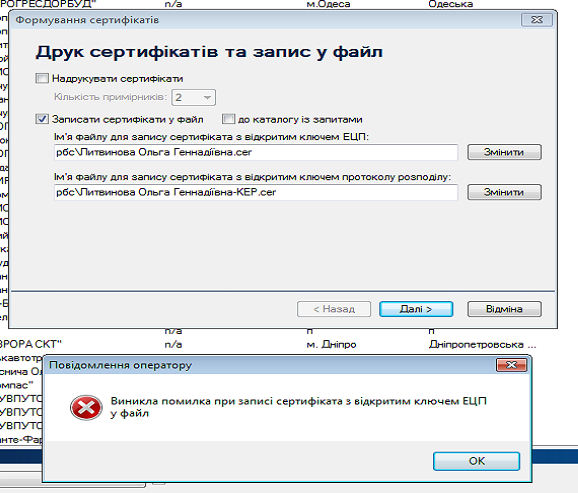 РОГРЕСДОРБУД" n/a м.Одеса Одеська
Формування сертифікатів
Друк сертифікатів та запис у файл
Надрукувати сертифікати
Кількість примірників: 2
Записати сертифікати у файл до каталогу із запитами
Ім'я файлу для запису сертифіката з відкритим ключем ЕЦП:
рбс\Литвинова Ольга Геннадіївна.cer Змінити
Ім'я файлу для запису сертифіката з відкритим ключем протоколу розподілу:
рбс\Литвинова Ольга Геннадіївна-КЕР.cer Змінити
< Назад Далі > Відміна
n/a п п
ВРОРА СКТ" n/a м. Дніпро Дніпропетровська ...
Повідомлення оператору
Виникла помилка при записі сертифіката з відкритим ключем ЕЦП
у файл
OK